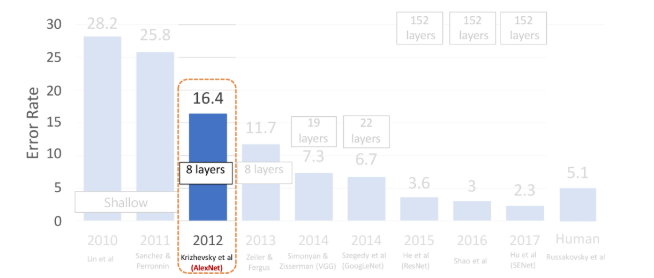 152 layers
152 layers
152 layers
30
25
20
15
10
5
0
Error Rate
28.2
25.8
16.4
11.7
19 layers
7.3
22 layers
6.7
3.6
3
2.3
5.1
8 layers
8 layers
Shallow
2010
Lin et al
2011
Sanchez &
Perronnin
2012
Krizhevsky et al
(AlexNet)
2013
Zeiler &
Fergus
2014
Simonyan &
Zisserman (VGG)
2014
Szegedy et al
(GoogLeNet)
2015
He et al
(ResNet)
2016
Shao et al
2017
Hu et al
(SENet)
Human
Russakovsky et al